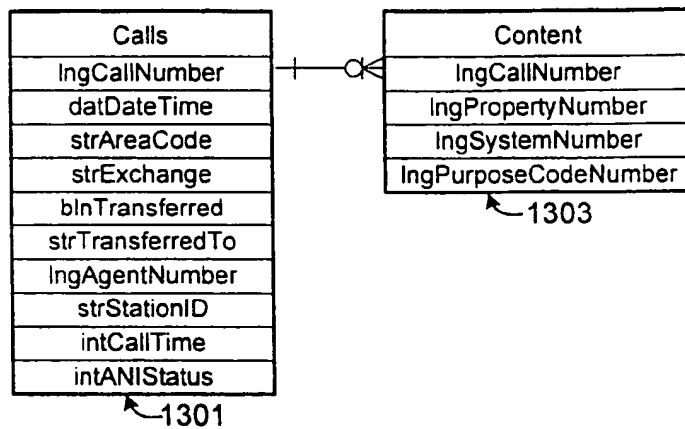 Calls
lngCallNumber
datDateTime
strAreaCode
strExchange
blnTransferred
strTransferredTo
lngAgentNumber
strStationID
intCallTime
intANIStatus
1301
Content
lngCallNumber
lngPropertyNumber
lngSystemNumber
lngPurposeCodeNumber
1303